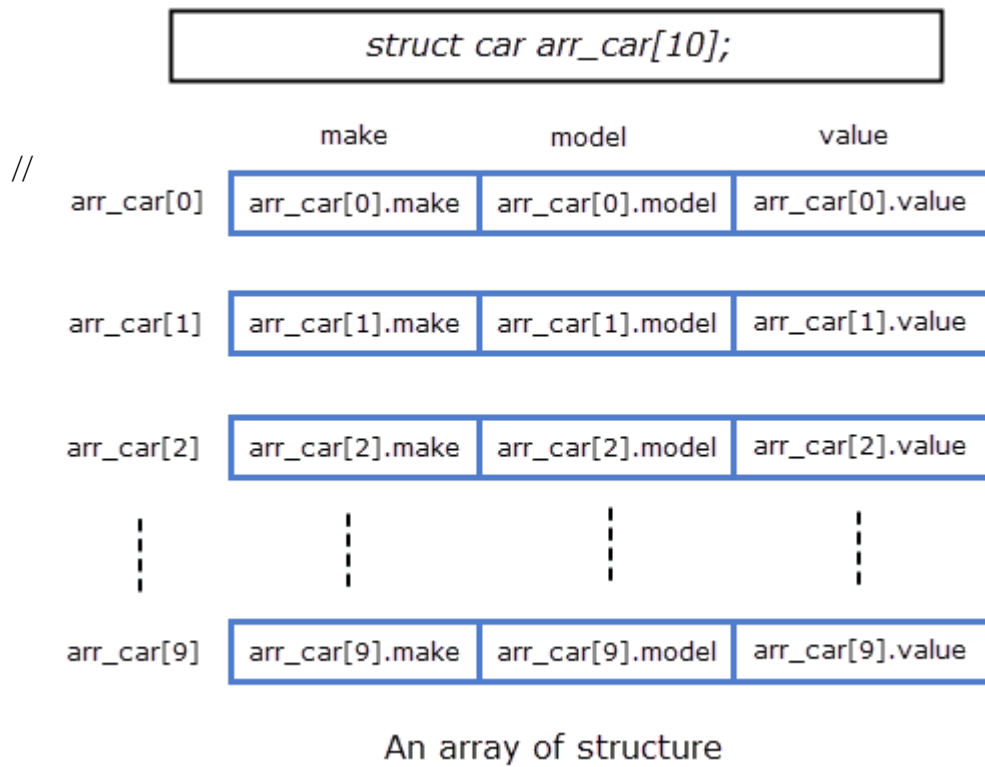 struct car arr_car[10];
make model value
//
arr_car[0] arr_car[0].make arr_car[0].model arr_car[0].value
arr_car[1] arr_car[1].make arr_car[1].model arr_car[1].value
arr_car[2] arr_car[2].make arr_car[2].model arr_car[2].value
arr_car[9] arr_car[9].make arr_car[9].model arr_car[9].value
An array of structure